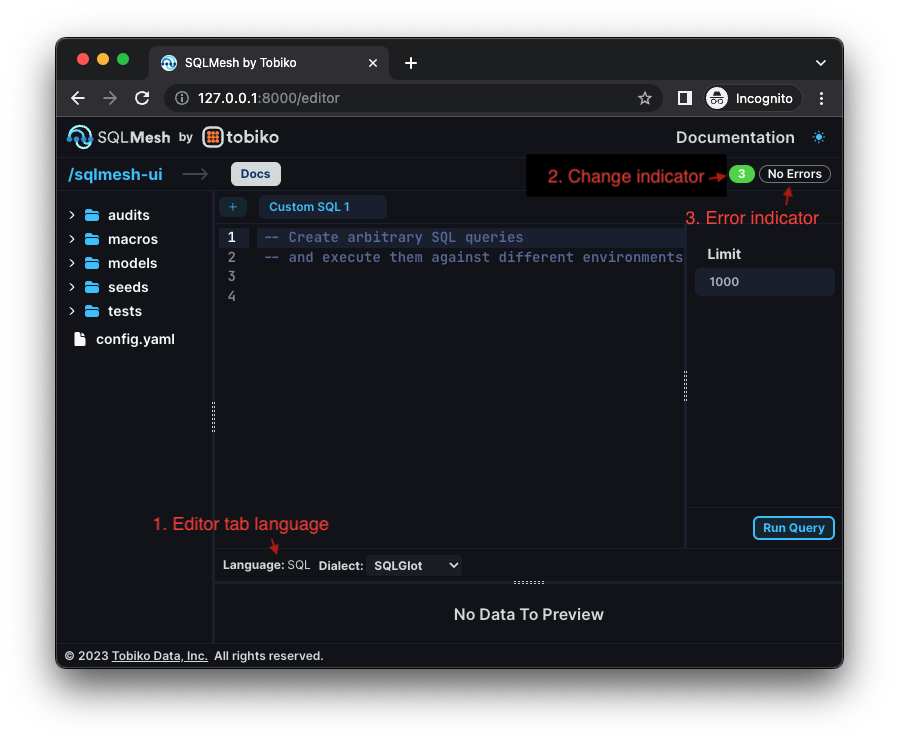 SQLMesh by Tobiko
127.0.0.1:8000/editor
Incognito
SQLMesh by tobiko
Documentation
/sqlmesh-ui
Docs
2. Change indicator
3
No Errors
3. Error indicator
audits
macros
models
seeds
tests
config.yaml
+ Custom SQL 1
1 -- Create arbitrary SQL queries
2 -- and execute them against different environments
3
4
Limit
1000
1. Editor tab language
Run Query
Language: SQL Dialect: SQLGlot
No Data To Preview
© 2023 Tobiko Data, Inc. All rights reserved.